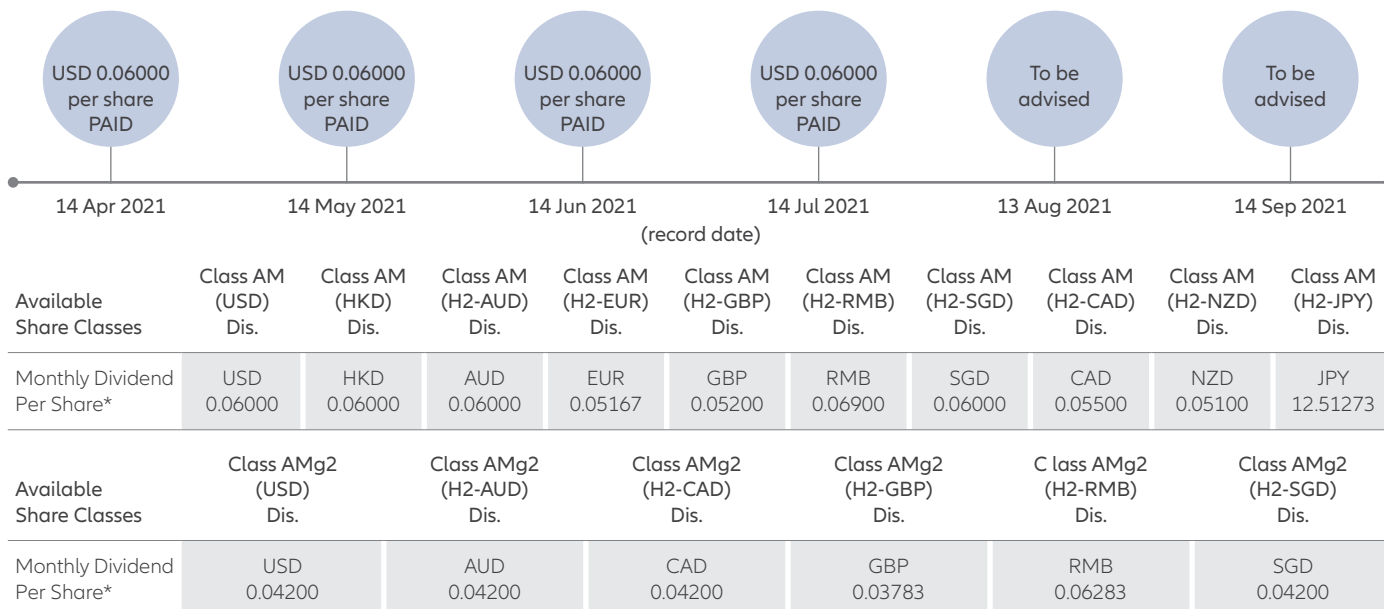 USD 0.06000 USD 0.06000 USD 0.06000 USD 0.06000 To be To be
per share per share per share per share advised advised
PAID PAID PAID PAID
14 Apr 2021 14 May 2021 14 Jun 2021 14 Jul 2021 13 Aug 2021 14 Sep 2021
(record date)
Class AM Class AM Class AM Class AM Class AM Class AM Class AM Class AM Class AM Class AM
Available (USD) (HKD) (H2-AUD) (H2-EUR) (H2-GBP) (H2-RMB) (H2-SGD) (H2-CAD) (H2-NZD) (H2-JPY)
Share Classes Dis. Dis. Dis. Dis. Dis. Dis. Dis. Dis. Dis. Dis.
Monthly Dividend USD HKD AUD EUR GBP RMB SGD CAD NZD JPY
Per Share* 0.06000 0.06000 0.06000 0.05167 0.05200 0.06900 0.06000 0.05500 0.05100 12.51273
Class AMg2 Class AMg2 Class AMg2 Class AMg2 C lass AMg2 Class AMg2
Available (USD) (H2-AUD) (H2-CAD) (H2-GBP) (H2-RMB) (H2-SGD)
Share Classes Dis. Dis. Dis. Dis. Dis. Dis.
Monthly Dividend USD AUD CAD GBP RMB SGD
Per Share* 0.04200 0.04200 0.04200 0.03783 0.06283 0.04200